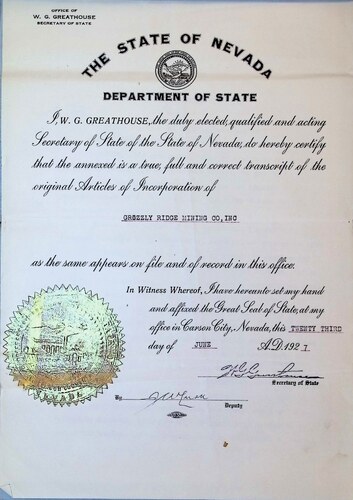 OFFICE OF
W. G. GREATHOUSE
SECRETARY OF STATE
THE STATE OF NEVADA
DEPARTMENT OF STATE
I, W. G. GREATHOUSE, the duly elected, qualified and acting
Secretary of State of the State of Nevada, do hereby certify
that the annexed is a true, full and correct transcript of the
original Articles of Incorporation of
GROZZLY RIDGE MINING CO, INC
as the same appears on file and of record in this office.
In Witness Whereof, I have hereunto set my hand
and affixed the Great Seal of State, at my
office in Carson City, Nevada, this TWENTY THIRD
day of JUNE A.D. 1927
Secretary of State
By
Deputy
NEVADA